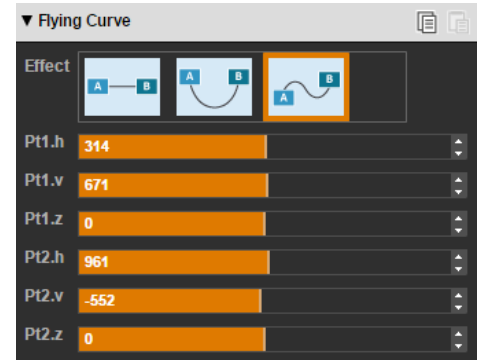 ▼ Flying Curve
Effect
A B A B A B
Pt1.h 314
Pt1.v 671
Pt1.z 0
Pt2.h 961
Pt2.v -552
Pt2.z 0